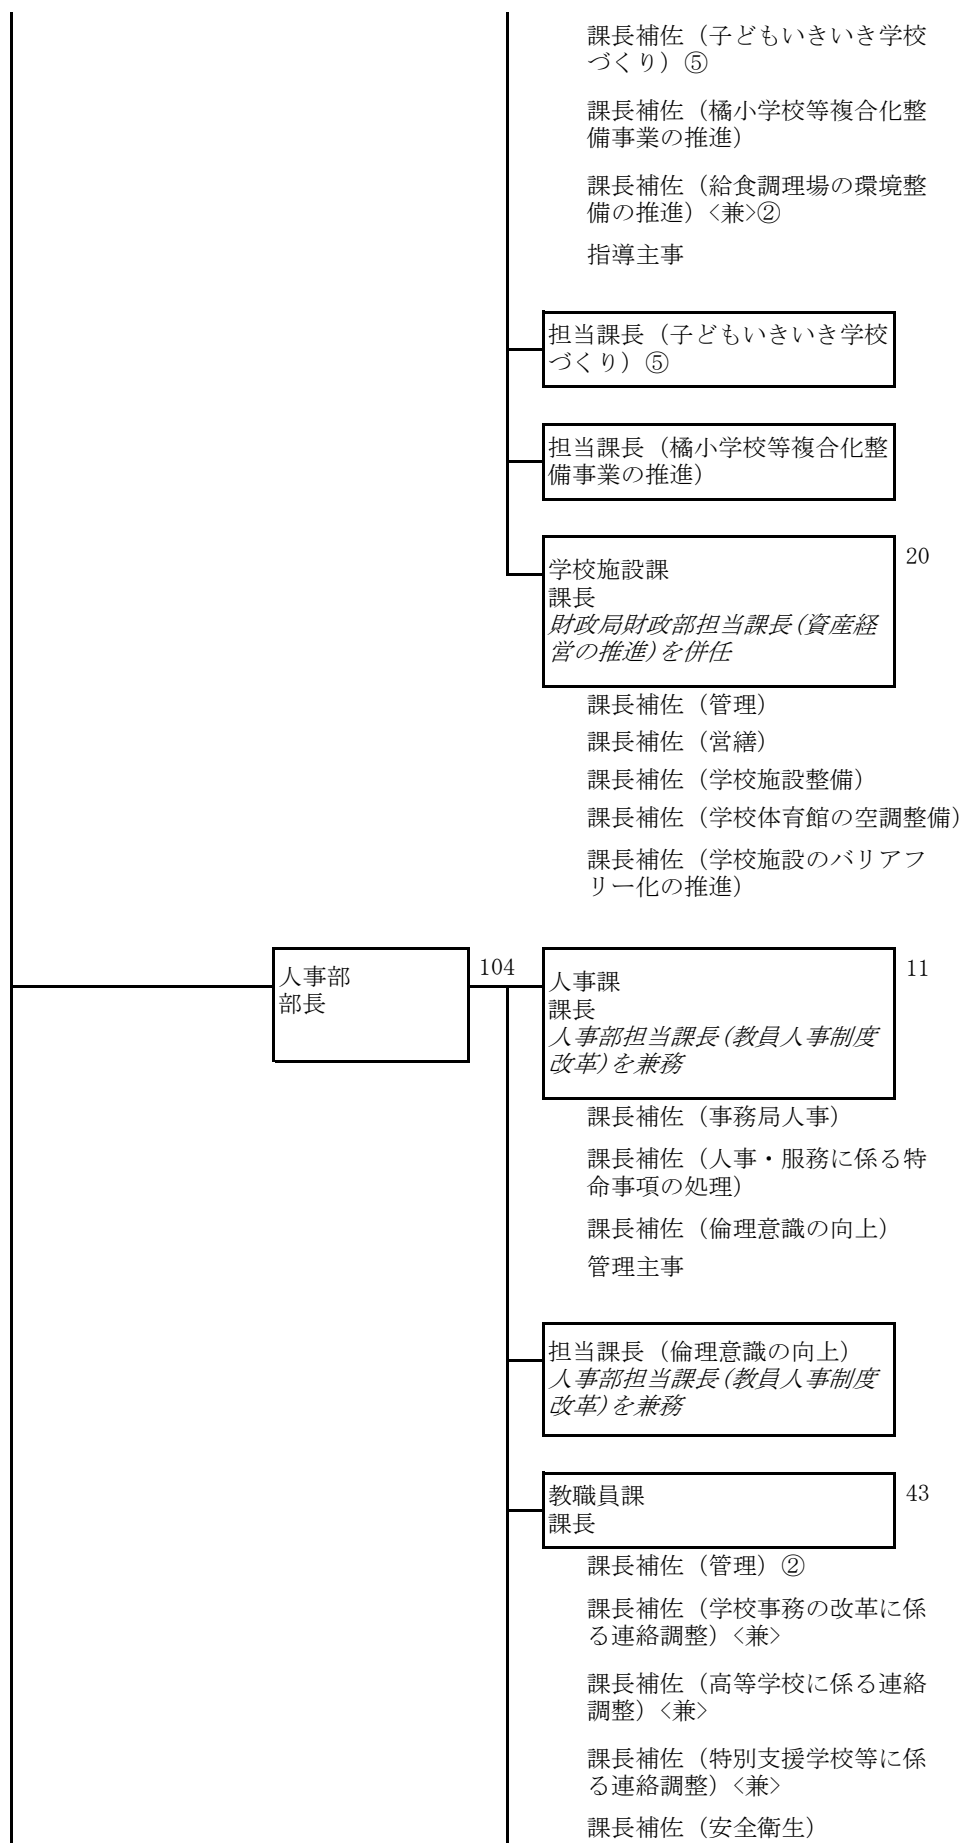 課長補佐（子どもいきいき学校
づくり）⑤
課長補佐（橘小学校等複合化整
備事業の推進）
課長補佐（給食調理場の環境整
備の推進）<兼>②
指導主事
担当課長（子どもいきいき学校
づくり）⑤
担当課長（橘小学校等複合化整
備事業の推進）
学校施設課
20
課長
財政局財政部担当課長(資産経
営の推進)を併任
課長補佐（管理）
課長補佐（営繕）
課長補佐（学校施設整備）
課長補佐（学校体育館の空調整備）
課長補佐（学校施設のバリアフ
リー化の推進）
人事部
部長
104
人事課
11
課長
人事部担当課長(教員人事制度
改革)を兼務
課長補佐（事務局人事）
課長補佐（人事・服務に係る特
命事項の処理）
課長補佐（倫理意識の向上）
管理主事
担当課長（倫理意識の向上）
人事部担当課長(教員人事制度
改革)を兼務
教職員課
43
課長
課長補佐（管理）②
課長補佐（学校事務の改革に係
る連絡調整）<兼>
課長補佐（高等学校に係る連絡
調整）<兼>
課長補佐（特別支援学校等に係
る連絡調整）<兼>
課長補佐（安全衛生）